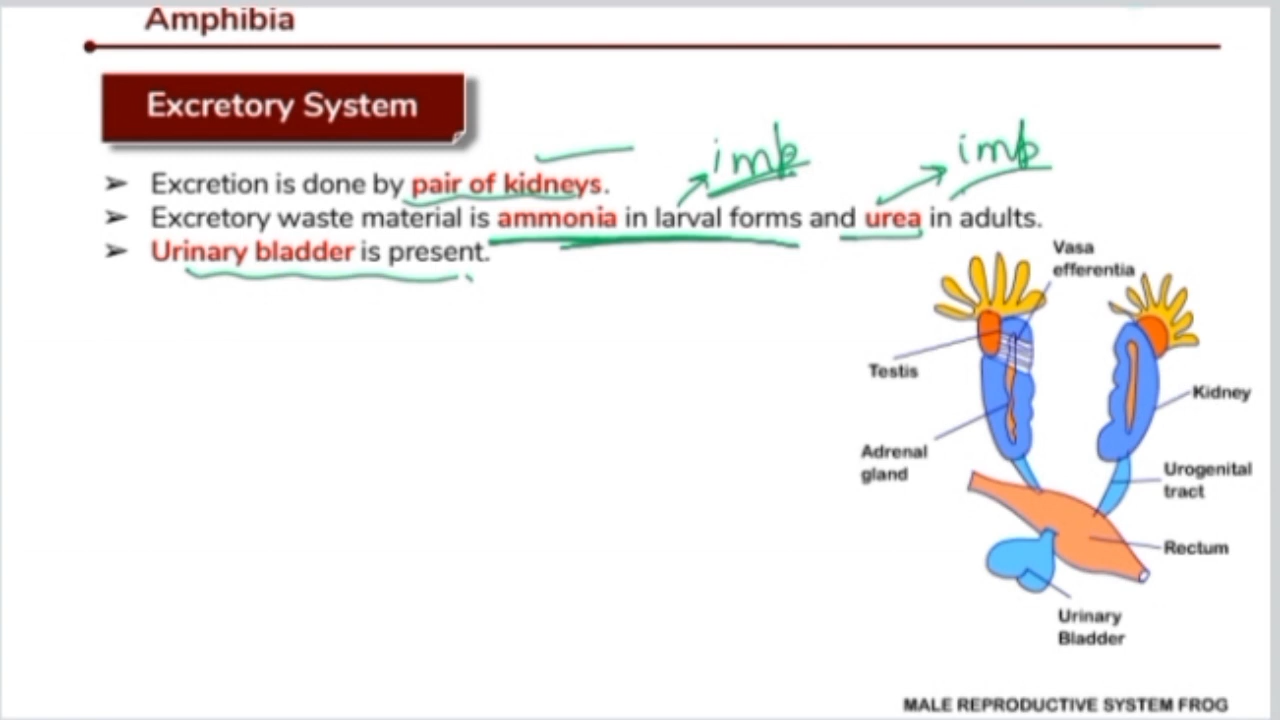 Amphibia
Excretory System
imp
imp
➢ Excretion is done by pair of kidneys.
➢ Excretory waste material is ammonia in larval forms and urea in adults.
➢ Urinary bladder is present.
Vasa
efferentia
Testis
Kidney
Adrenal
gland
Urogenital
tract
Rectum
Urinary
Bladder
MALE REPRODUCTIVE SYSTEM FROG